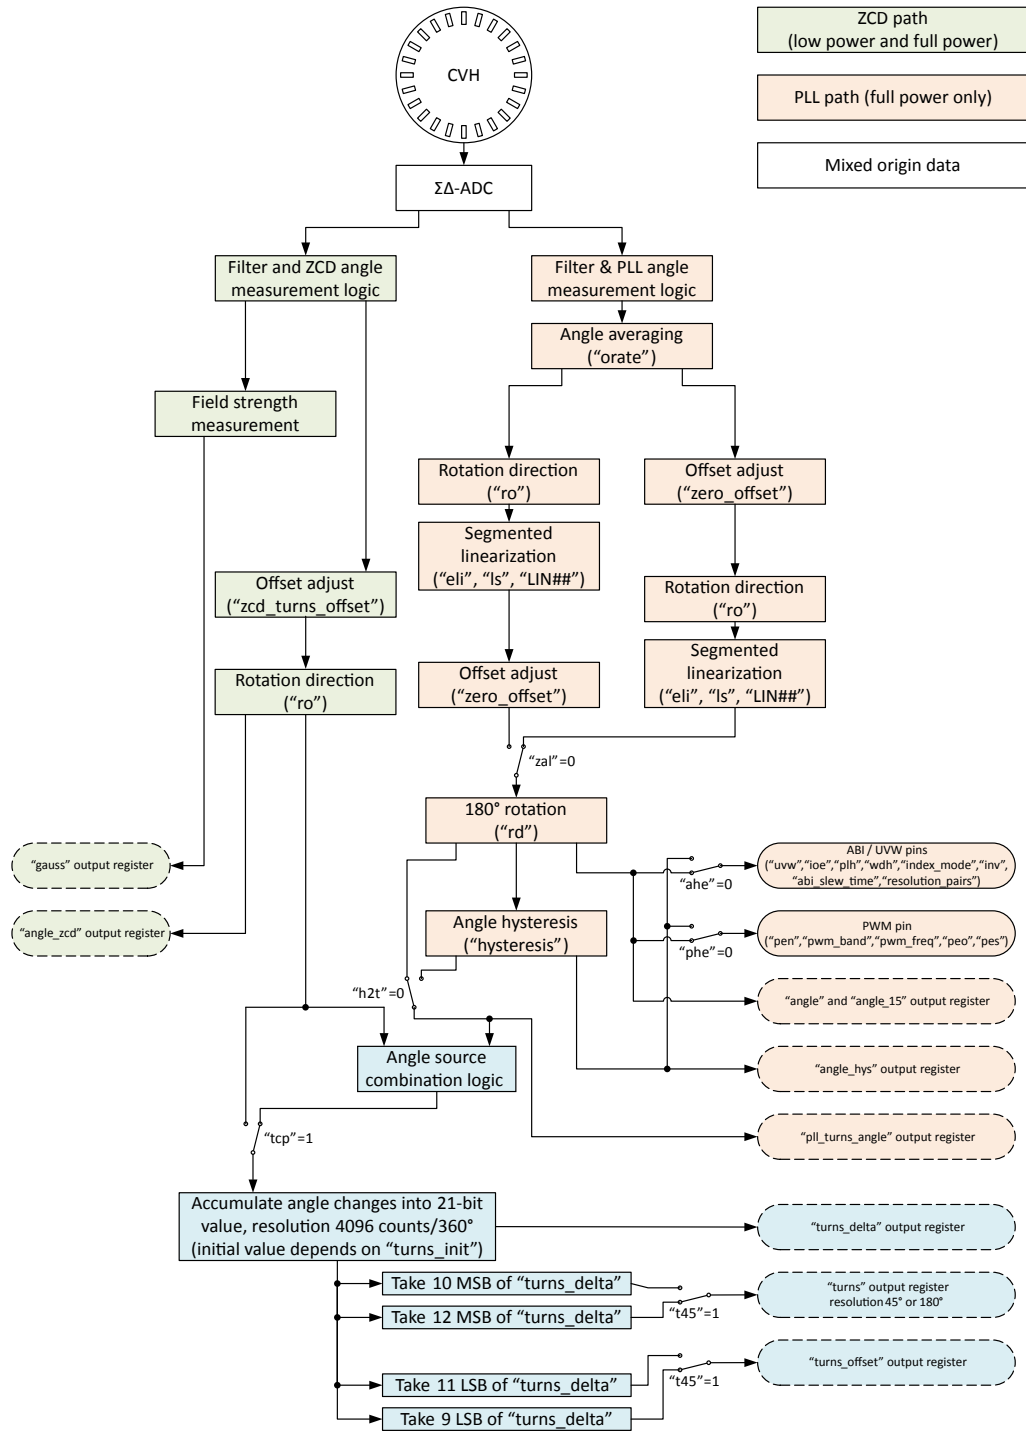 CVH
ZCD path
(low power and full power)
PLL path (full power only)
Mixed origin data
ΣΔ-ADC
Filter and ZCD angle
measurement logic
Filter & PLL angle
measurement logic
Angle averaging
(“orate”)
Field strength
measurement
Rotation direction
(“ro”)
Offset adjust
(“zero_offset”)
Segmented
linearization
(“eli”, “ls”, “LIN##”)
Offset adjust
(“zcd_turns_offset”)
Rotation direction
(“ro”)
Rotation direction
(“ro”)
Offset adjust
(“zero_offset”)
Segmented
linearization
(“eli”, “ls”, “LIN##”)
“zal”=0
180° rotation
(“rd”)
“gauss” output register
“ahe”=0
ABI / UVW pins
(“uvw”,“ioe”,“plh”,“wdh”,“index_mode”,“inv”,
“abi_slew_time”,“resolution_pairs”)
“angle_zcd” output register
Angle hysteresis
(“hysteresis”)
“phe”=0
PWM pin
(“pen”,“pwm_band”,“pwm_freq”,“peo”,“pes”)
“h2t”=0
“angle” and “angle_15” output register
Angle source
combination logic
“angle_hys” output register
“tcp”=1
“pll_turns_angle” output register
Accumulate angle changes into 21-bit
value, resolution 4096 counts/360°
(initial value depends on “turns_init”)
“turns_delta” output register
Take 10 MSB of “turns_delta”
Take 12 MSB of “turns_delta”
“t45”=1
“turns” output register
resolution 45° or 180°
Take 11 LSB of “turns_delta”
Take 9 LSB of “turns_delta”
“t45”=1
“turns_offset” output register